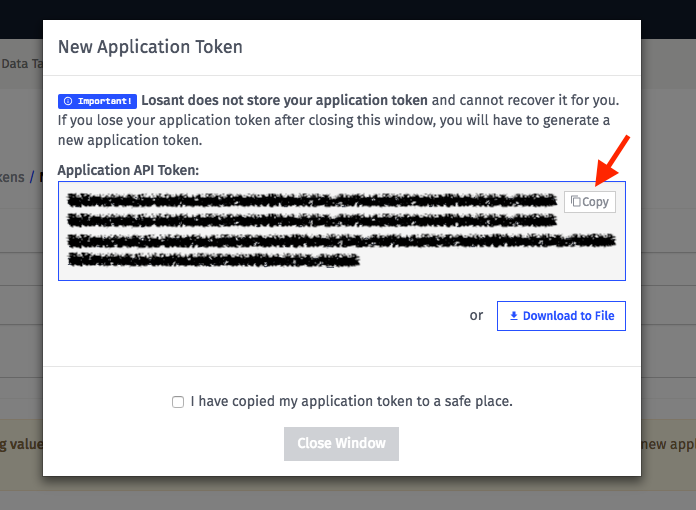 New Application Token
Data Ta
Important! Losant does not store your application token and cannot recover it for you.
If you lose your application token after closing this window, you will have to generate a
new application token.
Application API Token:
kens /
Copy
or
Download to File
I have copied my application token to a safe place.
g value
new appl
Close Window